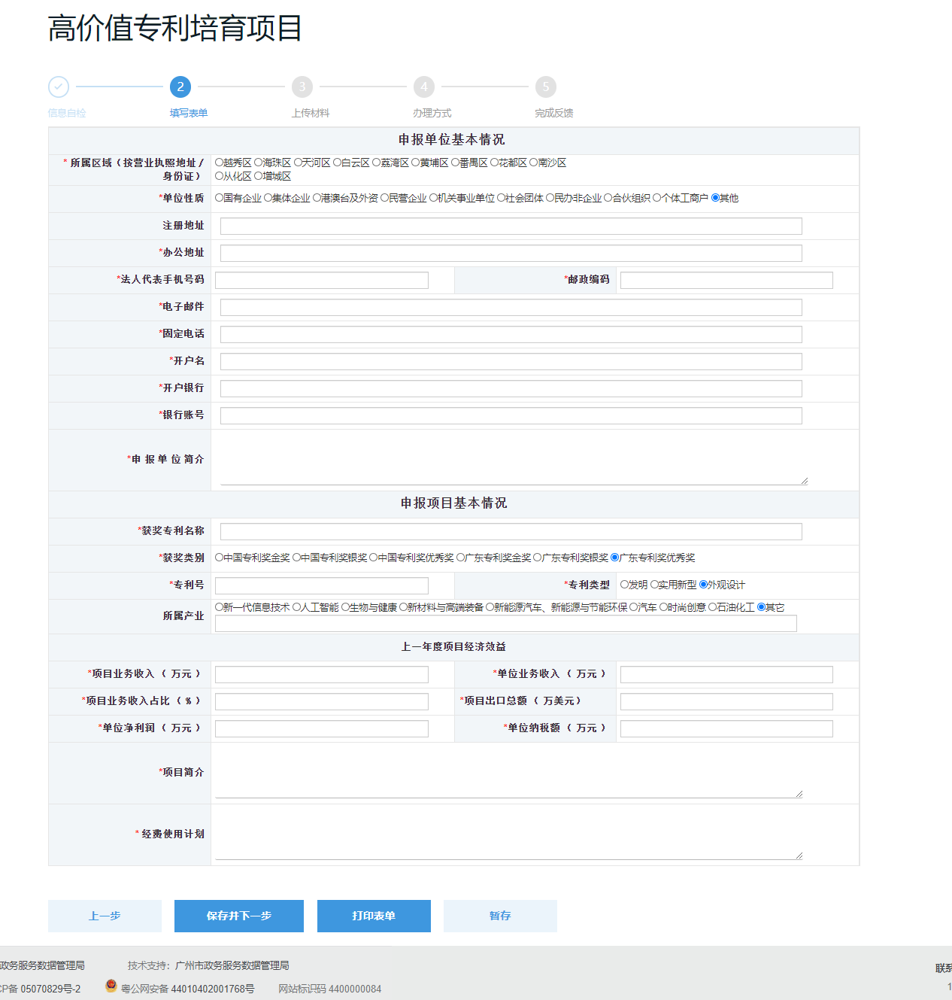 高价值专利培育项目
2 3 4 5
信息自检 填写表单 上传材料 办理方式 完成反馈
申报单位基本情况
* 所属区域（按营业执照地址/ 越秀区 海珠区 天河区 白云区 荔湾区 黄埔区 番禺区 花都区 南沙区
身份证） 从化区 增城区
*单位性质 国有企业 集体企业 港澳台及外资 民营企业 机关事业单位 社会团体 民办非企业 合伙组织 个体工商户 其他
注册地址
*办公地址
*法人代表手机号码 *邮政编码
*电子邮件
*固定电话
*开户名
*开户银行
*银行账号
*申 报 单 位 简介
申报项目基本情况
*获奖专利名称
*获奖类别 中国专利奖金奖 中国专利奖银奖 中国专利奖优秀奖 广东专利奖金奖 广东专利奖银奖 广东专利奖优秀奖
*专利号 *专利类型 发明 实用新型 外观设计
所属产业 新一代信息技术 人工智能 生物与健康 新材料与高端装备 新能源汽车、新能源与节能环保 汽车 时尚创意 石油化工 其它
上一年度项目经济效益
*项目业务收入 （ 万元 ） *单位业务收入 （ 万元 ）
*项目业务收入占比 （ % ） *项目出口总额 （ 万美元）
*单位净利润 （ 万元 ） *单位纳税额 （ 万元 ）
*项目简介
* 经费使用计划
上一步 保存并下一步 打印表单 暂存
政务服务数据管理局 技术支持：广州市政务服务数据管理局 联系
CP备 05070829号-2 粤公网安备 44010402001768号 网站标识码 4400000084 1